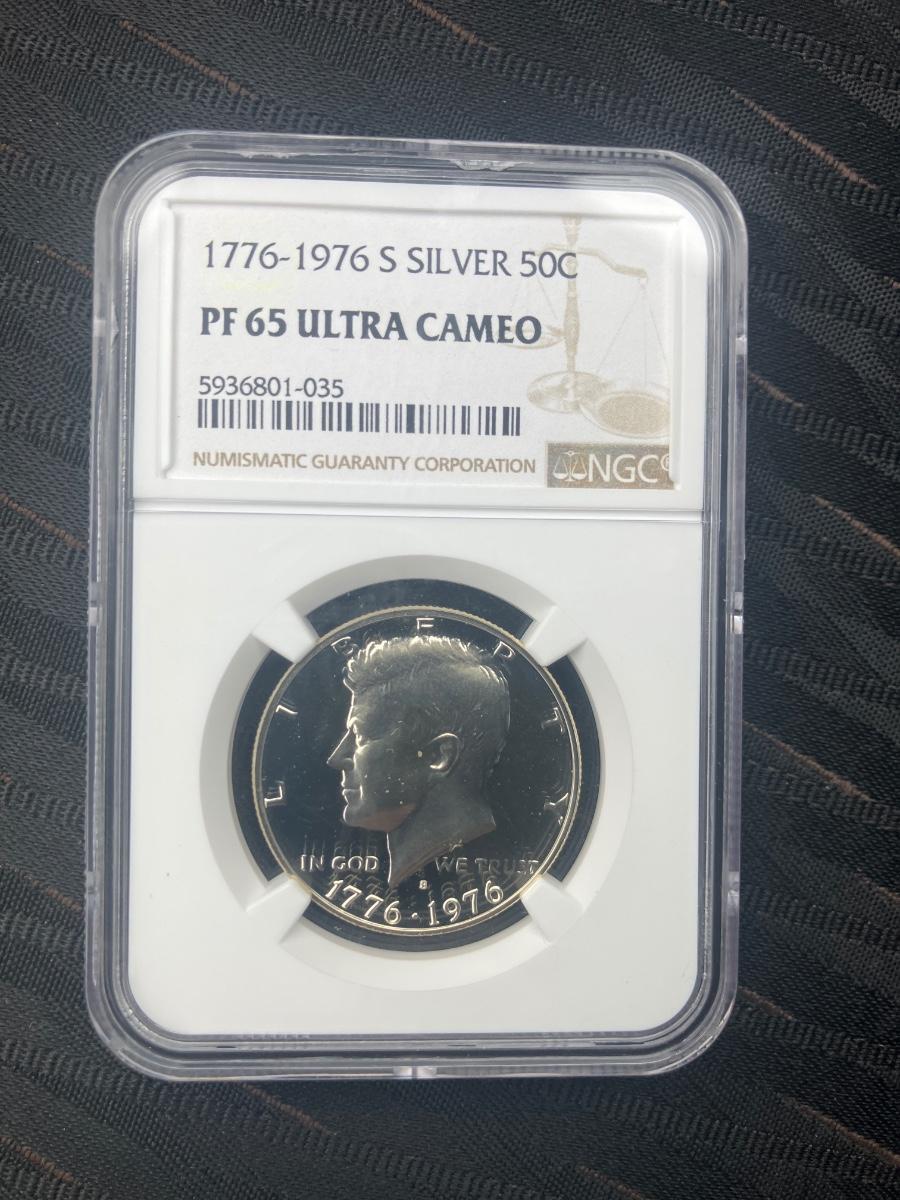 1776-1976 S SILVER 50C
PF 65 ULTRA CAMEO
5936801-035
NUMISMATIC GUARANTY CORPORATION
NGC®
LIBERTY
IN GOD WE TRUST
S
1776·1976